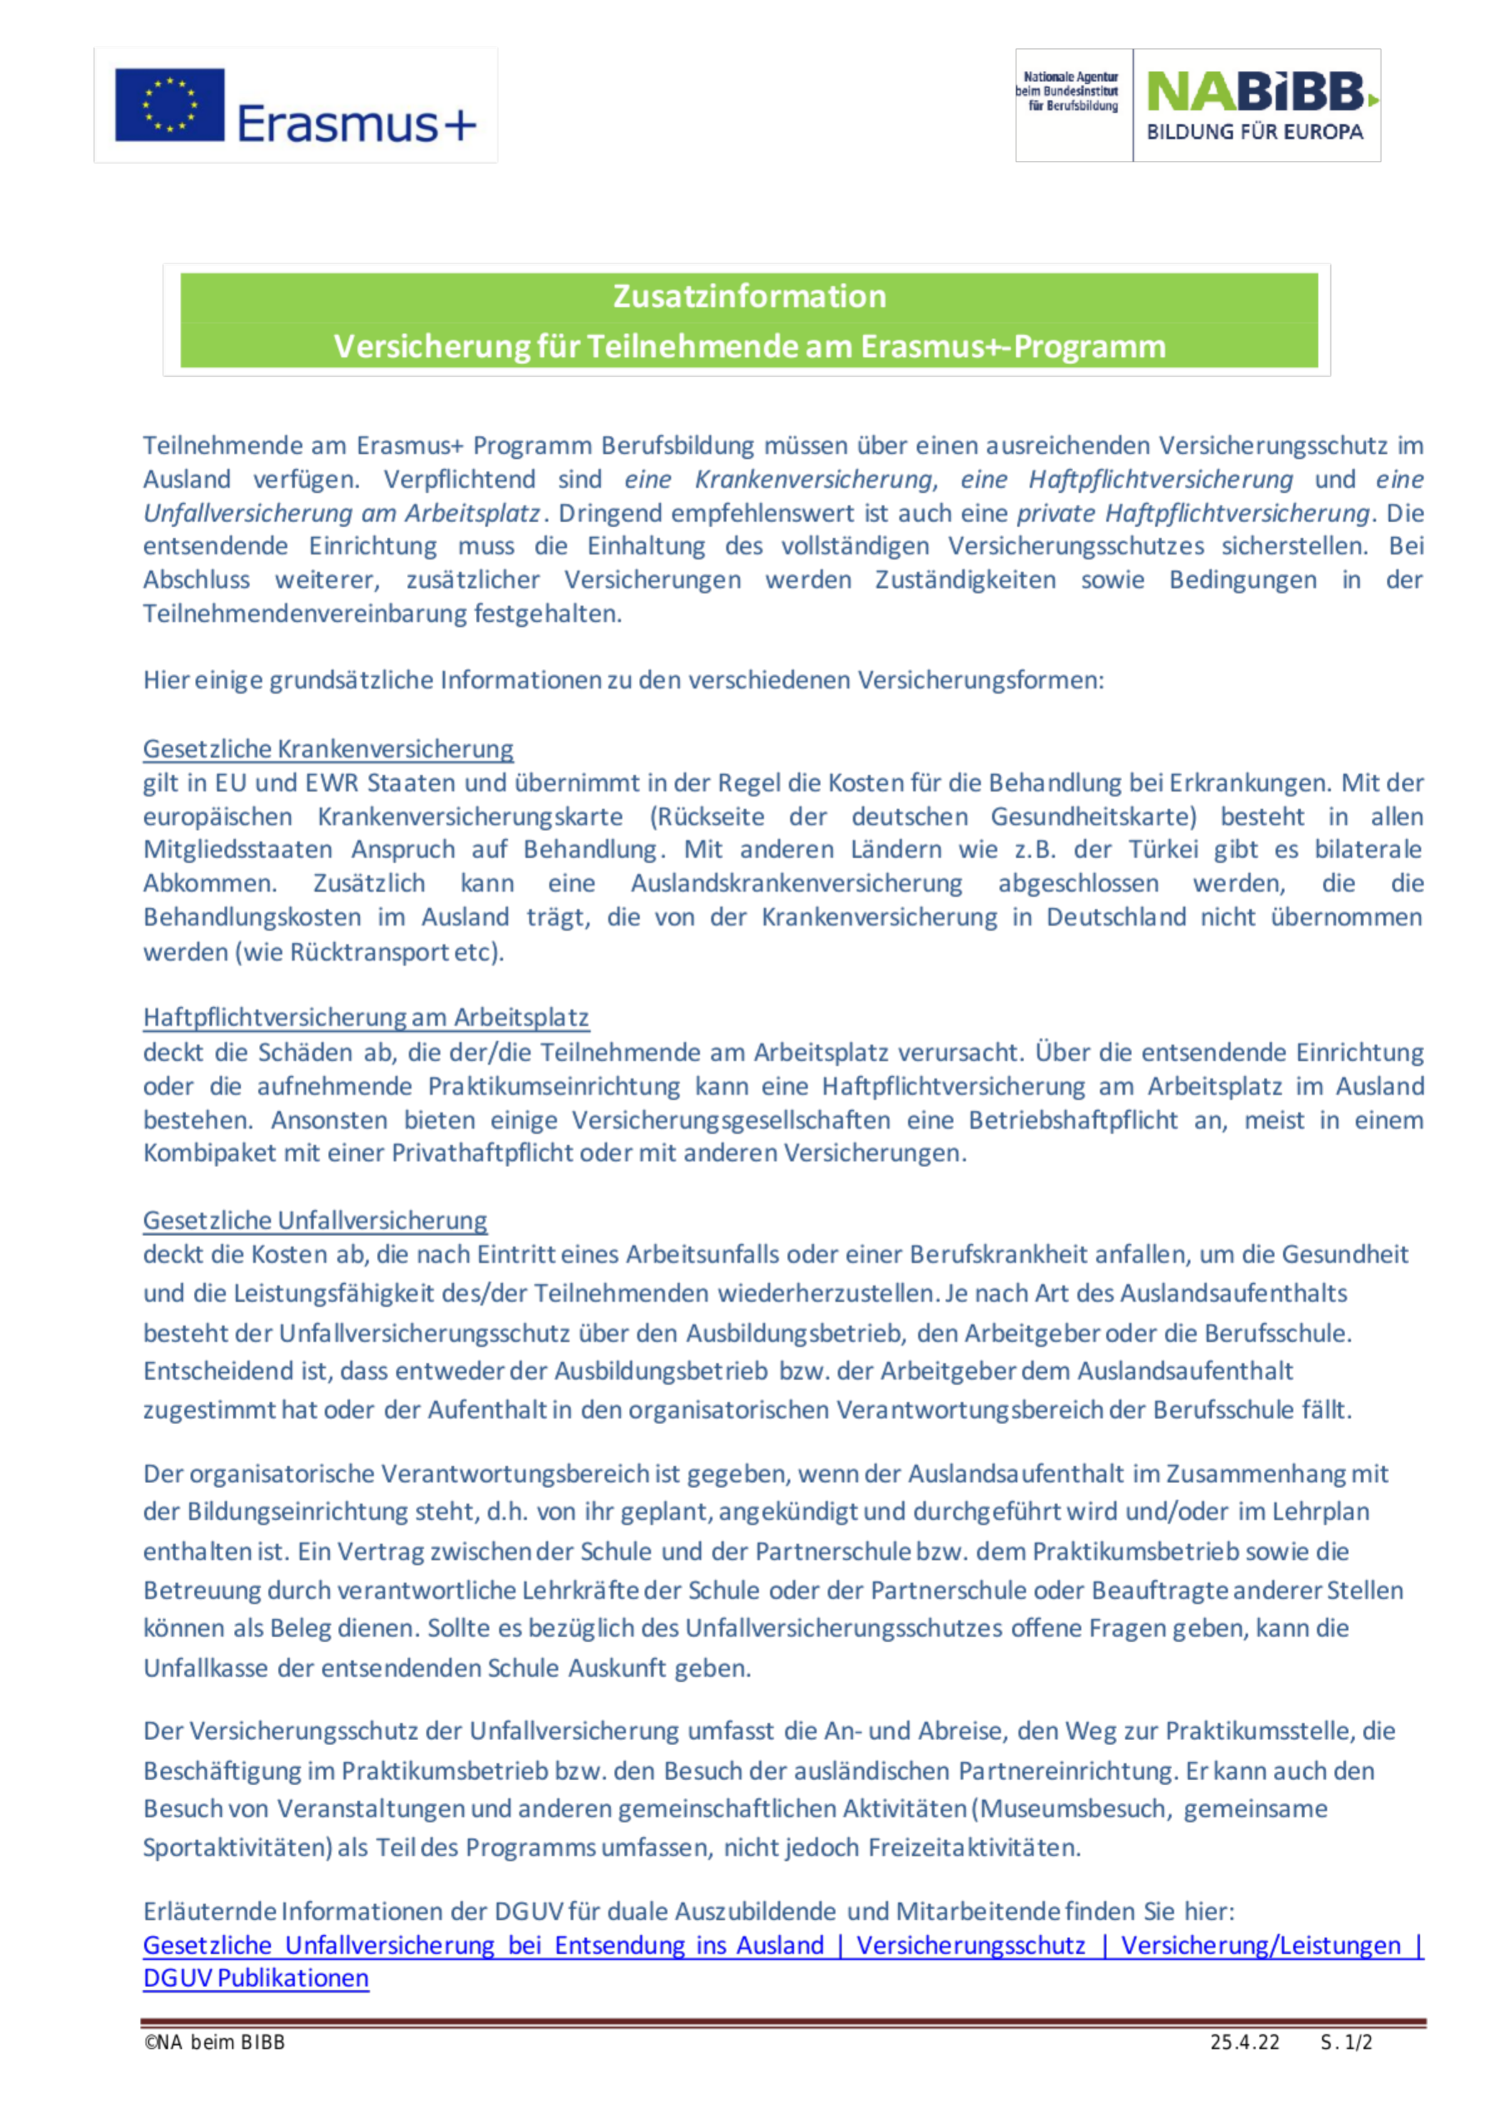 Erasmus+
Nationale Agentur
beim Bundesinstitut
für Berufsbildung
NABiBB
BILDUNG FÜR EUROPA
Zusatzinformation
Versicherung für Teilnehmende am Erasmus+-Programm
Teilnehmende am Erasmus+ Programm Berufsbildung müssen über einen ausreichenden Versicherungsschutz im
Ausland verfügen. Verpflichtend sind eine Krankenversicherung, eine Haftpflichtversicherung und eine
Unfallversicherung am Arbeitsplatz. Dringend empfehlenswert ist auch eine private Haftpflichtversicherung. Die
entsendende Einrichtung muss die Einhaltung des vollständigen Versicherungsschutzes sicherstellen. Bei
Abschluss weiterer, zusätzlicher Versicherungen werden Zuständigkeiten sowie Bedingungen in der
Teilnehmendenvereinbarung festgehalten.
Hier einige grundsätzliche Informationen zu den verschiedenen Versicherungsformen:
Gesetzliche Krankenversicherung
gilt in EU und EWR Staaten und übernimmt in der Regel die Kosten für die Behandlung bei Erkrankungen. Mit der
europäischen Krankenversicherungskarte (Rückseite der deutschen Gesundheitskarte) besteht in allen
Mitgliedsstaaten Anspruch auf Behandlung. Mit anderen Ländern wie z.B. der Türkei gibt es bilaterale
Abkommen. Zusätzlich kann eine Auslandskrankenversicherung abgeschlossen werden, die die
Behandlungskosten im Ausland trägt, die von der Krankenversicherung in Deutschland nicht übernommen
werden (wie Rücktransport etc).
Haftpflichtversicherung am Arbeitsplatz
deckt die Schäden ab, die der/die Teilnehmende am Arbeitsplatz verursacht. Über die entsendende Einrichtung
oder die aufnehmende Praktikumseinrichtung kann eine Haftpflichtversicherung am Arbeitsplatz im Ausland
bestehen. Ansonsten bieten einige Versicherungsgesellschaften eine Betriebshaftpflicht an, meist in einem
Kombipaket mit einer Privathaftpflicht oder mit anderen Versicherungen.
Gesetzliche Unfallversicherung
deckt die Kosten ab, die nach Eintritt eines Arbeitsunfalls oder einer Berufskrankheit anfallen, um die Gesundheit
und die Leistungsfähigkeit des/der Teilnehmenden wiederherzustellen. Je nach Art des Auslandsaufenthalts
besteht der Unfallversicherungsschutz über den Ausbildungsbetrieb, den Arbeitgeber oder die Berufsschule.
Entscheidend ist, dass entweder der Ausbildungsbetrieb bzw. der Arbeitgeber dem Auslandsaufenthalt
zugestimmt hat oder der Aufenthalt in den organisatorischen Verantwortungsbereich der Berufsschule fällt.
Der organisatorische Verantwortungsbereich ist gegeben, wenn der Auslandsaufenthalt im Zusammenhang mit
der Bildungseinrichtung steht, d.h. von ihr geplant, angekündigt und durchgeführt wird und/oder im Lehrplan
enthalten ist. Ein Vertrag zwischen der Schule und der Partnerschule bzw. dem Praktikumsbetrieb sowie die
Betreuung durch verantwortliche Lehrkräfte der Schule oder der Partnerschule oder Beauftragte anderer Stellen
können als Beleg dienen. Sollte es bezüglich des Unfallversicherungsschutzes offene Fragen geben, kann die
Unfallkasse der entsendenden Schule Auskunft geben.
Der Versicherungsschutz der Unfallversicherung umfasst die An- und Abreise, den Weg zur Praktikumsstelle, die
Beschäftigung im Praktikumsbetrieb bzw. den Besuch der ausländischen Partnereinrichtung. Er kann auch den
Besuch von Veranstaltungen und anderen gemeinschaftlichen Aktivitäten (Museumsbesuch, gemeinsame
Sportaktivitäten) als Teil des Programms umfassen, nicht jedoch Freizeitaktivitäten.
Erläuternde Informationen der DGUV für duale Auszubildende und Mitarbeitende finden Sie hier:
Gesetzliche Unfallversicherung bei Entsendung ins Ausland | Versicherungsschutz | Versicherung/Leistungen |
DGUV Publikationen
©NA beim BIBB 25.4.22 S. 1/2